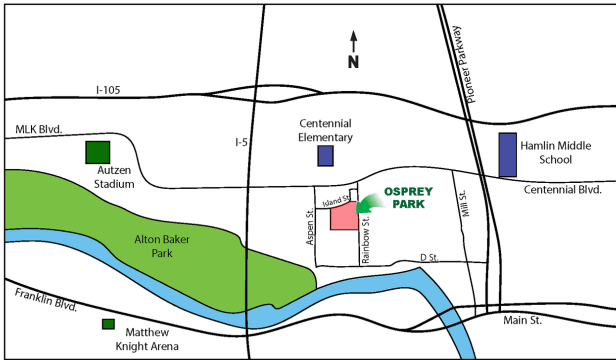 N
I-105
Pioneer Parkway
MLK Blvd.
I-5
Centennial
Elementary
Hamlin Middle
School
Autzen
Stadium
Centennial Blvd.
OSPREY
PARK
Island St.
Mill St.
Aspen St.
Rainbow St.
Alton Baker
Park
D St.
Franklin Blvd.
Main St.
Matthew
Knight Arena